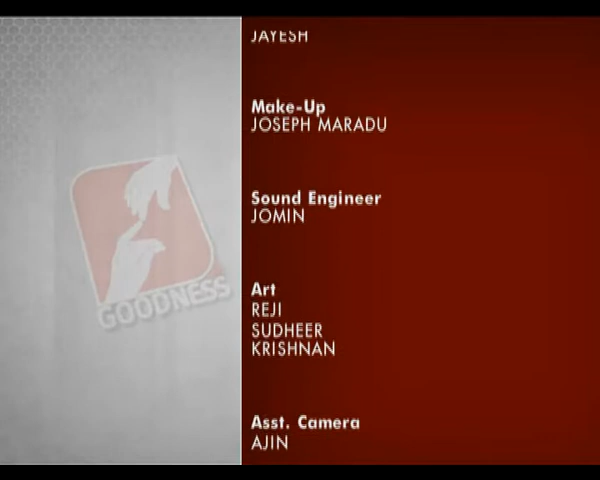 JAYESH
Make-Up
JOSEPH MARADU
Sound Engineer
JOMIN
Art
REJI
SUDHEER
KRISHNAN
Asst. Camera
AJIN
GOODNESS